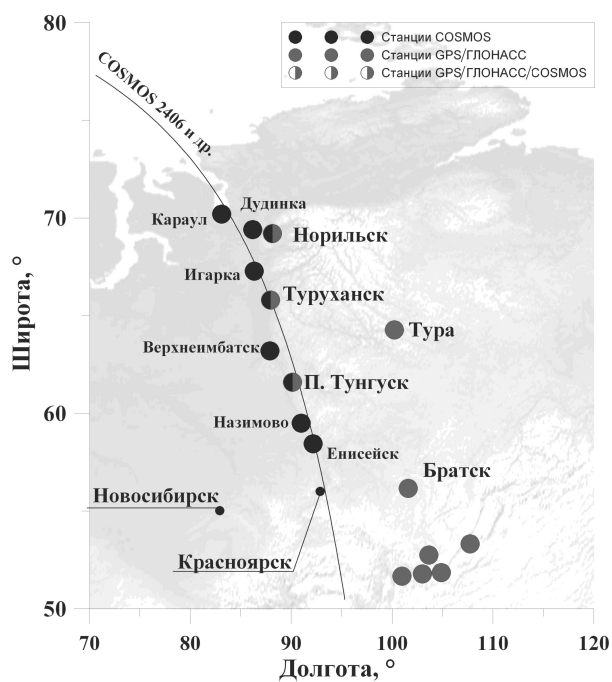 Станции COSMOS
Станции GPS/ГЛОНАСС
Станции GPS/ГЛОНАСС/COSMOS
80
COSMOS 2406 и др.
70
Дудинка
Караул
Норильск
Игарка
Туруханск
Тура
Верхнеимбатск
П. Тунгуск
60
Назимово
Енисейск
Братск
Новосибирск
Красноярск
50
Широта, °
70 80 90 100 110 120
Долгота, °